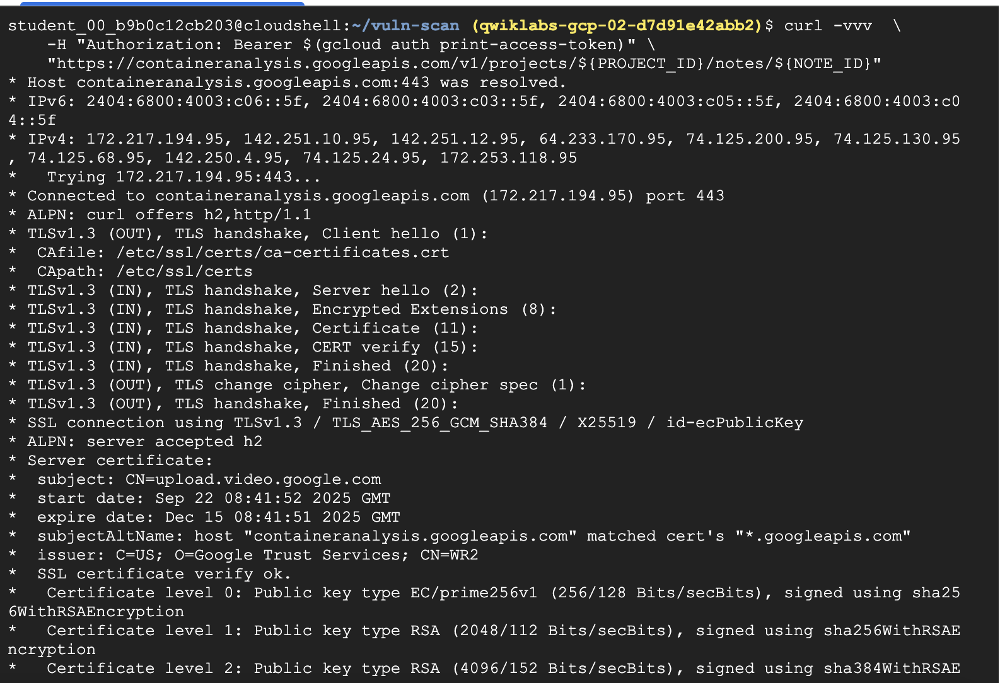 student_00_b9b0c12cb203@cloudshell:~/vuln-scan (qwiklabs-gcp-02-d7d91e42abb2)$ curl -vvv  \
    -H "Authorization: Bearer $(gcloud auth print-access-token)" \
    "https://containeranalysis.googleapis.com/v1/projects/${PROJECT_ID}/notes/${NOTE_ID}"
* Host containeranalysis.googleapis.com:443 was resolved.
* IPv6: 2404:6800:4003:c06::5f, 2404:6800:4003:c03::5f, 2404:6800:4003:c05::5f, 2404:6800:4003:c0
4::5f
* IPv4: 172.217.194.95, 142.251.10.95, 142.251.12.95, 64.233.170.95, 74.125.200.95, 74.125.130.95
, 74.125.68.95, 142.250.4.95, 74.125.24.95, 172.253.118.95
*   Trying 172.217.194.95:443...
* Connected to containeranalysis.googleapis.com (172.217.194.95) port 443
* ALPN: curl offers h2,http/1.1
* TLSv1.3 (OUT), TLS handshake, Client hello (1):
*  CAfile: /etc/ssl/certs/ca-certificates.crt
*  CApath: /etc/ssl/certs
* TLSv1.3 (IN), TLS handshake, Server hello (2):
* TLSv1.3 (IN), TLS handshake, Encrypted Extensions (8):
* TLSv1.3 (IN), TLS handshake, Certificate (11):
* TLSv1.3 (IN), TLS handshake, CERT verify (15):
* TLSv1.3 (IN), TLS handshake, Finished (20):
* TLSv1.3 (OUT), TLS change cipher, Change cipher spec (1):
* TLSv1.3 (OUT), TLS handshake, Finished (20):
* SSL connection using TLSv1.3 / TLS_AES_256_GCM_SHA384 / X25519 / id-ecPublicKey
* ALPN: server accepted h2
* Server certificate:
*  subject: CN=upload.video.google.com
*  start date: Sep 22 08:41:52 2025 GMT
*  expire date: Dec 15 08:41:51 2025 GMT
*  subjectAltName: host "containeranalysis.googleapis.com" matched cert's "*.googleapis.com"
*  issuer: C=US; O=Google Trust Services; CN=WR2
*  SSL certificate verify ok.
*   Certificate level 0: Public key type EC/prime256v1 (256/128 Bits/secBits), signed using sha25
6WithRSAEncryption
*   Certificate level 1: Public key type RSA (2048/112 Bits/secBits), signed using sha256WithRSAE
ncryption
*   Certificate level 2: Public key type RSA (4096/152 Bits/secBits), signed using sha384WithRSAE